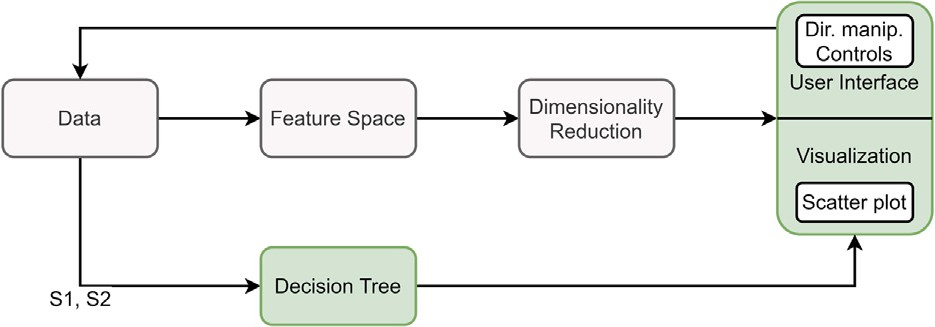 Dir. manip.
Controls
User Interface
Data
Feature Space
Dimensionality
Reduction
Visualization
Scatter plot
Decision Tree
S1, S2